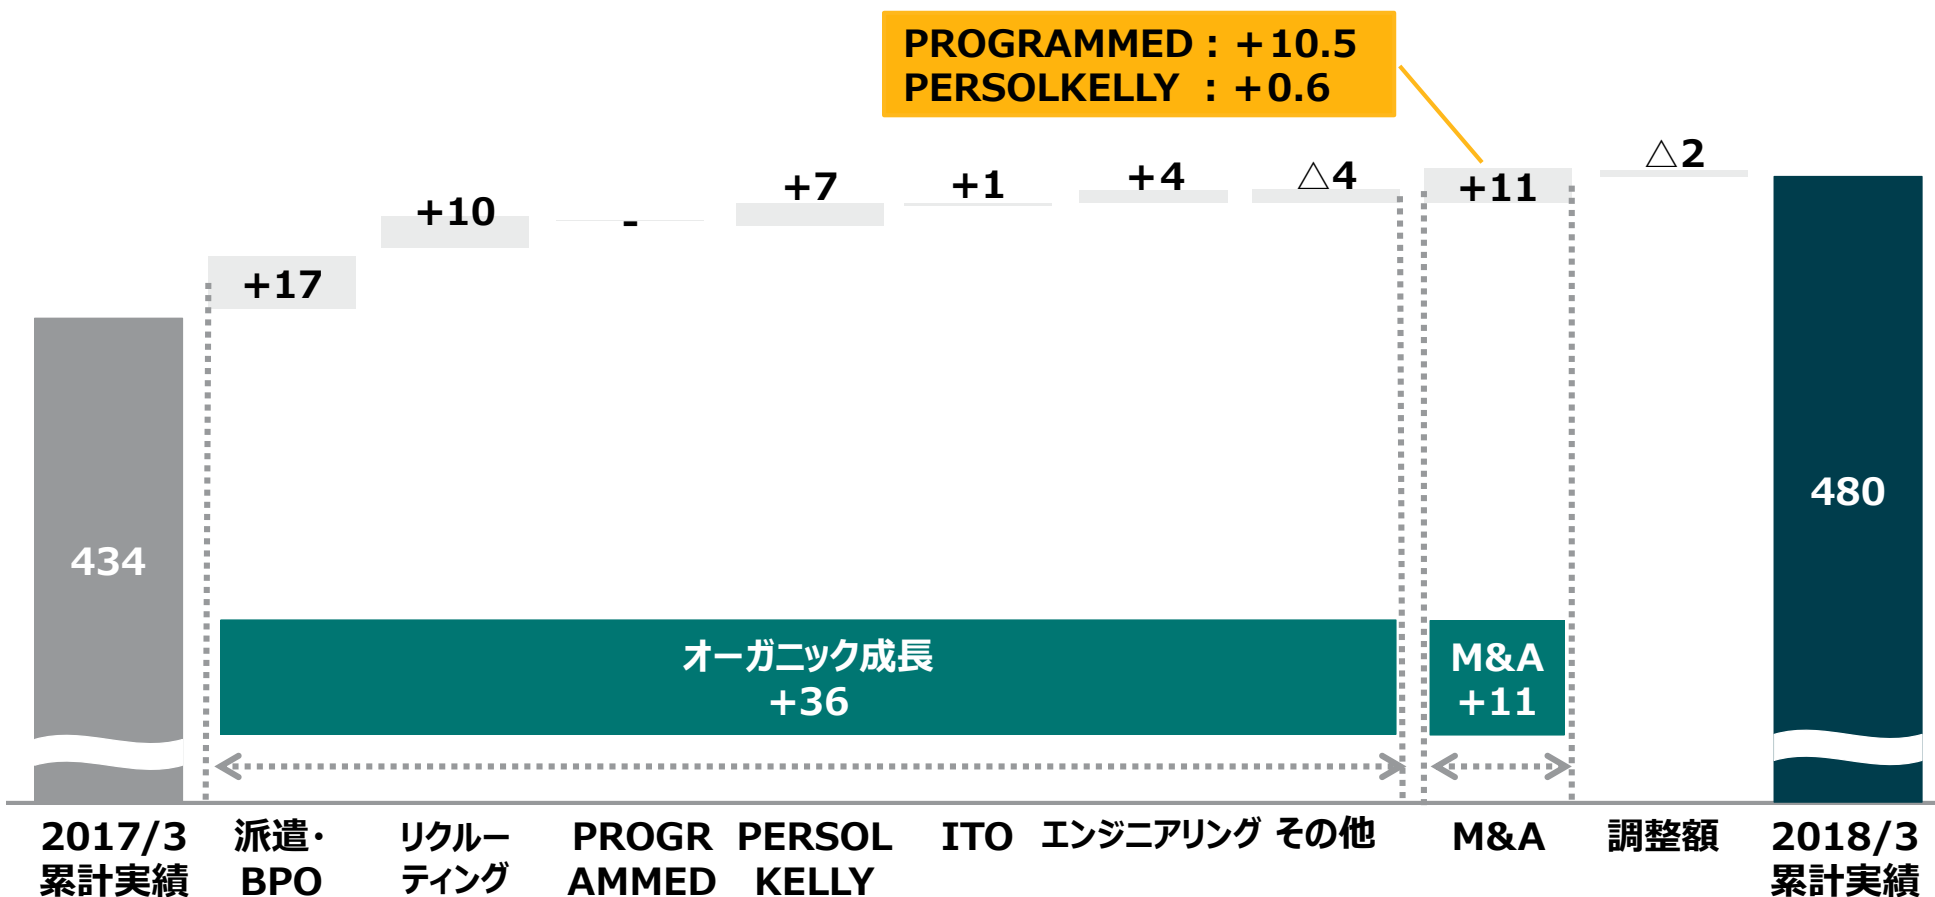 PROGRAMMED : +10.5
PERSOLKELLY : +0.6
+17
+10
-
+7
+1
+4
△4
+11
△2
434
480
オーガニック成長
+36
M&A
+11
2017/3
累計実績
派遣・
BPO
リクルー
ティング
PROGR
AMMED
PERSOL
KELLY
ITO
エンジニアリング
その他
M&A
調整額
2018/3
累計実績